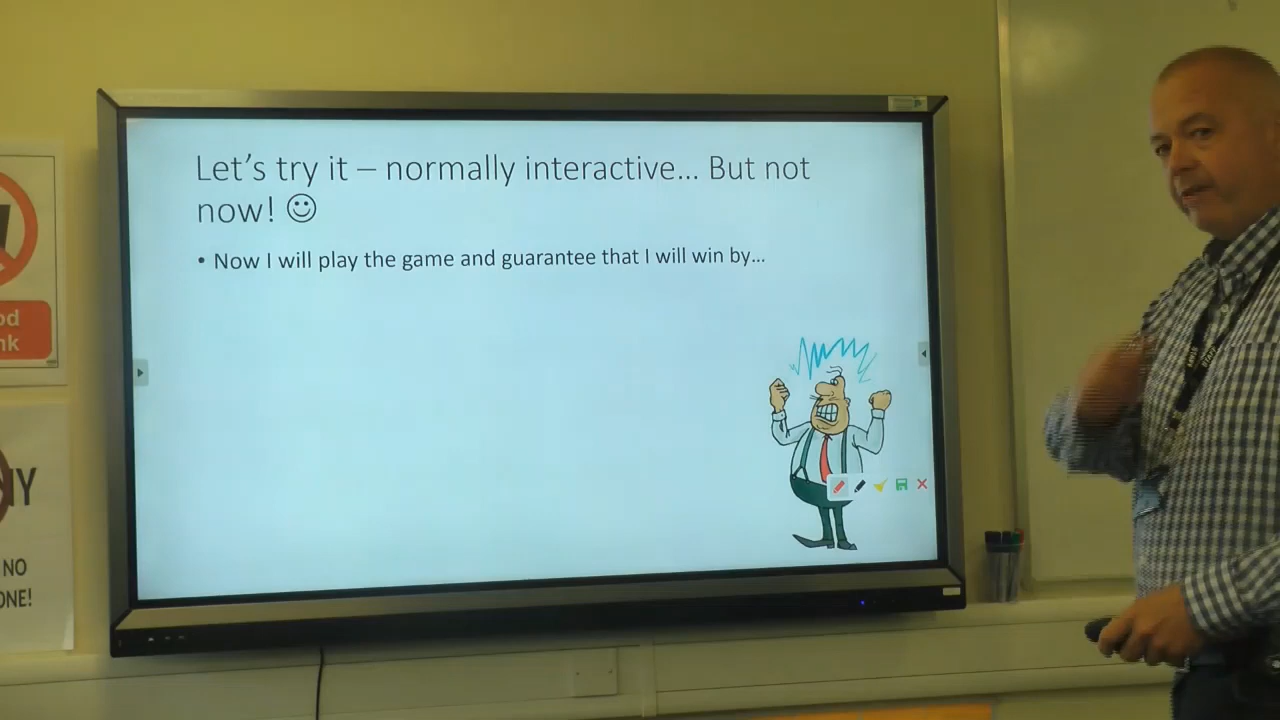 Let's try it – normally interactive... But not
now! ☺
• Now I will play the game and guarantee that I will win by...
od
nk
NO
ONE!
STAFF